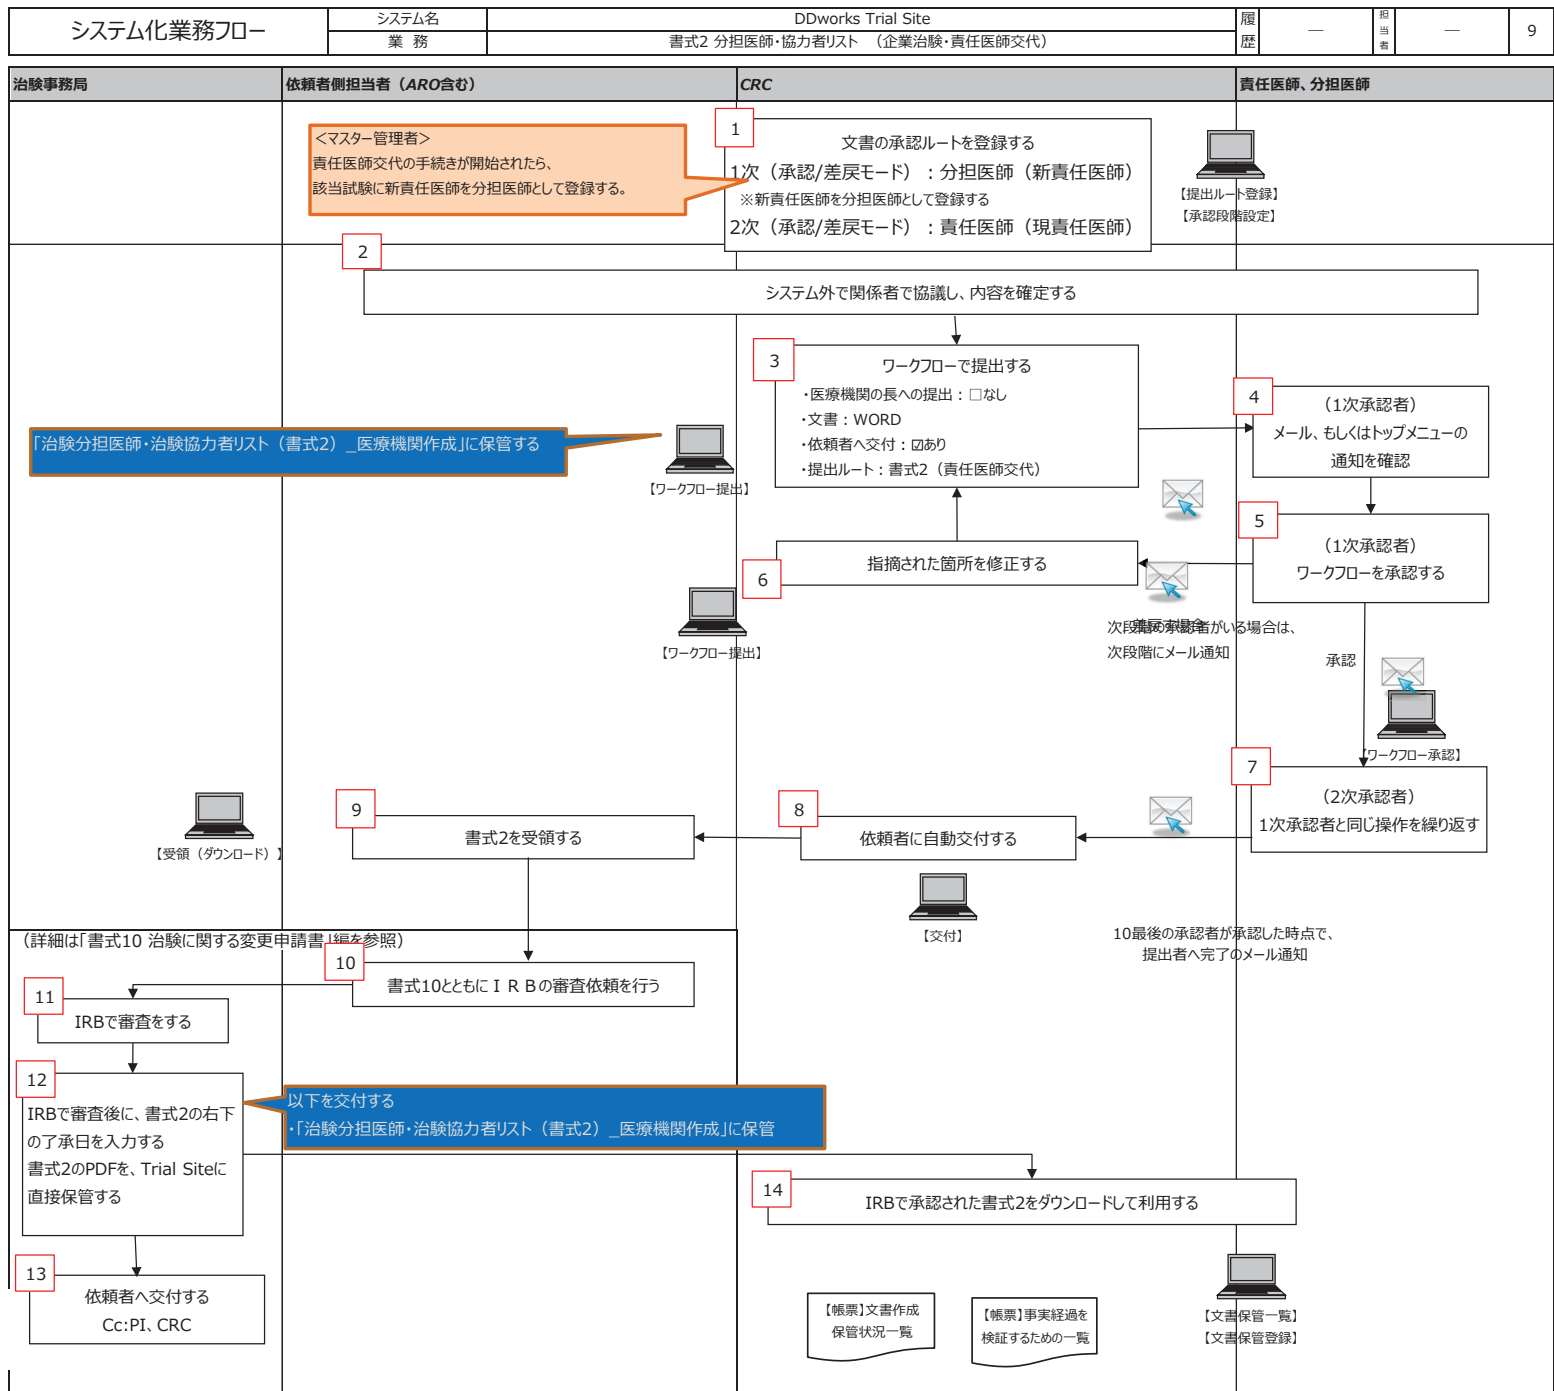 システム化業務フロー
システム名
DDworks Trial Site
業 務
書式2 分担医師・協力者リスト （企業治験・責任医師交代）
履歴
―
担当者
―
9
治験事務局
依頼者側担当者（ARO含む）
CRC
責任医師、分担医師
＜マスター管理者＞
責任医師交代の手続きが開始されたら、
該当試験に新責任医師を分担医師として登録する。
1
文書の承認ルートを登録する
1次（承認/差戻モード）：分担医師（新責任医師）
※新責任医師を分担医師として登録する
2次（承認/差戻モード）：責任医師（現責任医師）
【提出ルート登録】
【承認段階設定】
2
システム外で関係者で協議し、内容を確定する
3
ワークフローで提出する
・医療機関の長への提出：□なし
・文書：WORD
・依頼者へ交付：☑あり
・提出ルート：書式2（責任医師交代）
「治験分担医師・治験協力者リスト（書式2）_医療機関作成」に保管する
【ワークフロー提出】
4
（1次承認者）
メール、もしくはトップメニューの
通知を確認
5
（1次承認者）
ワークフローを承認する
6
指摘された箇所を修正する
【ワークフロー提出】
差戻す場合
次段階の承認者がいる場合は、
次段階にメール通知
承認
【ワークフロー承認】
7
（2次承認者）
1次承認者と同じ操作を繰り返す
8
依頼者に自動交付する
【交付】
9
書式2を受領する
【受領（ダウンロード）】
10最後の承認者が承認した時点で、
提出者へ完了のメール通知
（詳細は「書式10 治験に関する変更申請書」編を参照）
10
書式10とともにＩＲＢの審査依頼を行う
11
IRBで審査をする
12
IRBで審査後に、書式2の右下
の了承日を入力する
書式2のPDFを、Trial Siteに
直接保管する
以下を交付する
・「治験分担医師・治験協力者リスト（書式2）_医療機関作成」に保管
13
依頼者へ交付する
Cc:PI、CRC
14
IRBで承認された書式2をダウンロードして利用する
【帳票】文書作成
保管状況一覧
【帳票】事実経過を
検証するための一覧
【文書保管一覧】
【文書保管登録】